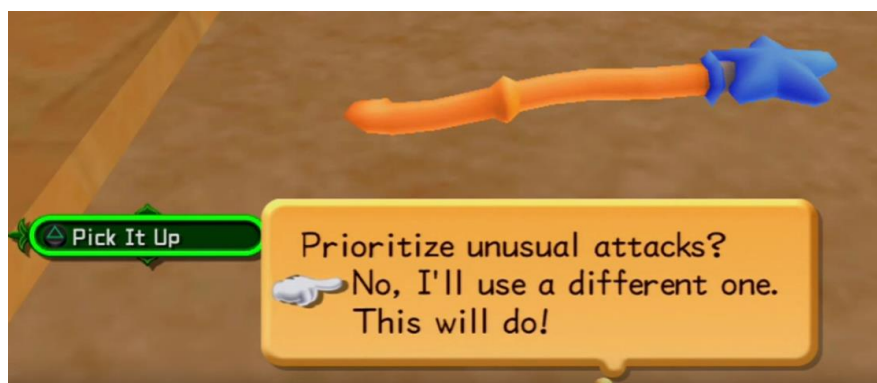 Pick It Up
Prioritize unusual attacks?
No, I'll use a different one.
This will do!